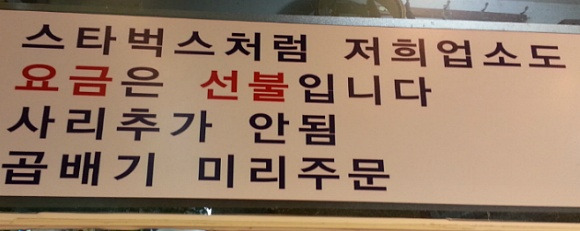 스타벅스처럼 저희업소도
요금은 선불입니다
사리추가 안됨
곱배기 미리주문